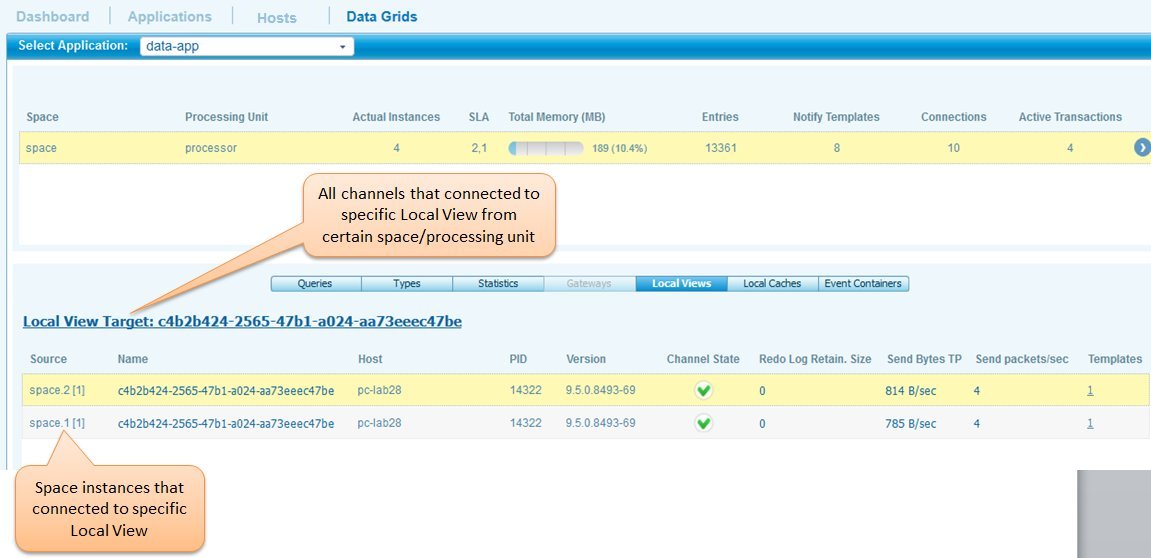 Dashboard Applications Hosts Data Grids
Select Application: data-app
Space Processing Unit Actual Instances SLA Total Memory (MB) Entries Notify Templates Connections Active Transactions
space processor 4 2,1 189 (10.4%) 13361 8 10 4
All channels that connected to
specific Local View from
certain space/processing unit
Queries Types Statistics Gateways Local Views Local Caches Event Containers
Local View Target: c4b2b424-2565-47b1-a024-aa73eeec47be
Source Name Host PID Version Channel State Redo Log Retain. Size Send Bytes TP Send packets/sec Templates
space.2 [1] c4b2b424-2565-47b1-a024-aa73eeec47be pc-lab28 14322 9.5.0.8493-69 0 814 B/sec 4 1
space.1 [1] c4b2b424-2565-47b1-a024-aa73eeec47be pc-lab28 14322 9.5.0.8493-69 0 785 B/sec 4 1
Space instances that
connected to specific
Local View